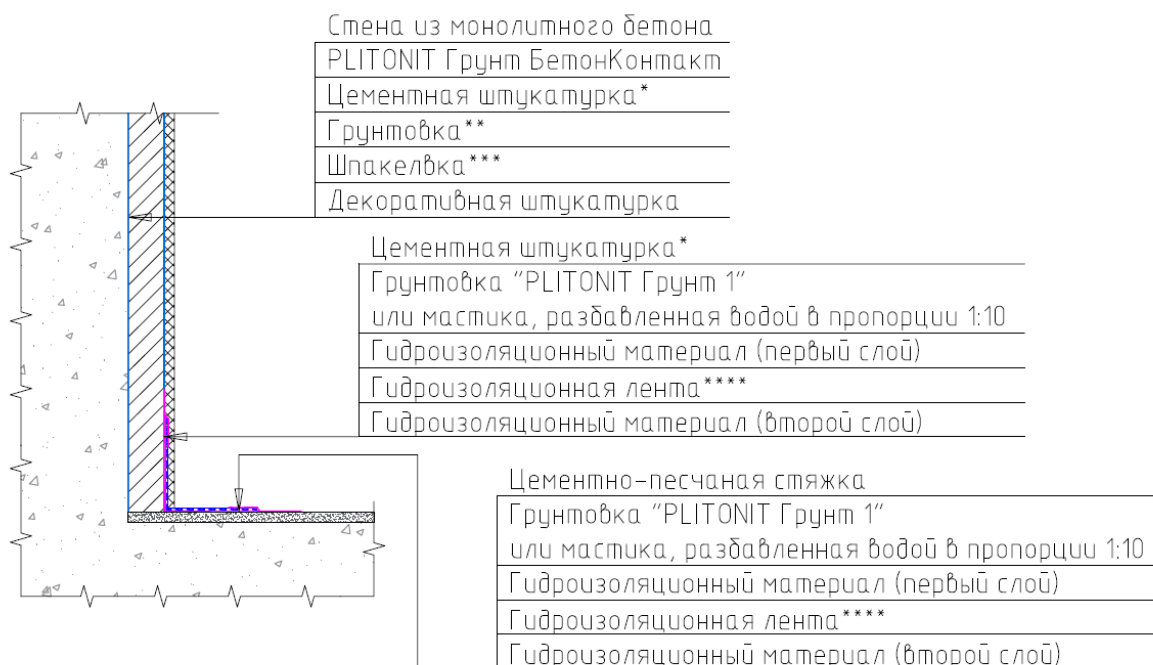 Стена из монолитного бетона
PLITONIT Грунт БетонКонтакт
Цементная штукатурка*
Грунтовка**
Шпакелвка***
Декоративная штукатурка
Цементная штукатурка*
Грунтовка "PLITONIT Грунт 1"
или мастика, разбавленная водой в пропорции 1:10
Гидроизоляционный материал (первый слой)
Гидроизоляционная лента****
Гидроизоляционный материал (второй слой)
Цементно-песчаная стяжка
Грунтовка "PLITONIT Грунт 1"
или мастика, разбавленная водой в пропорции 1:10
Гидроизоляционный материал (первый слой)
Гидроизоляционная лента****
Гидроизоляционный материал (второй слой)